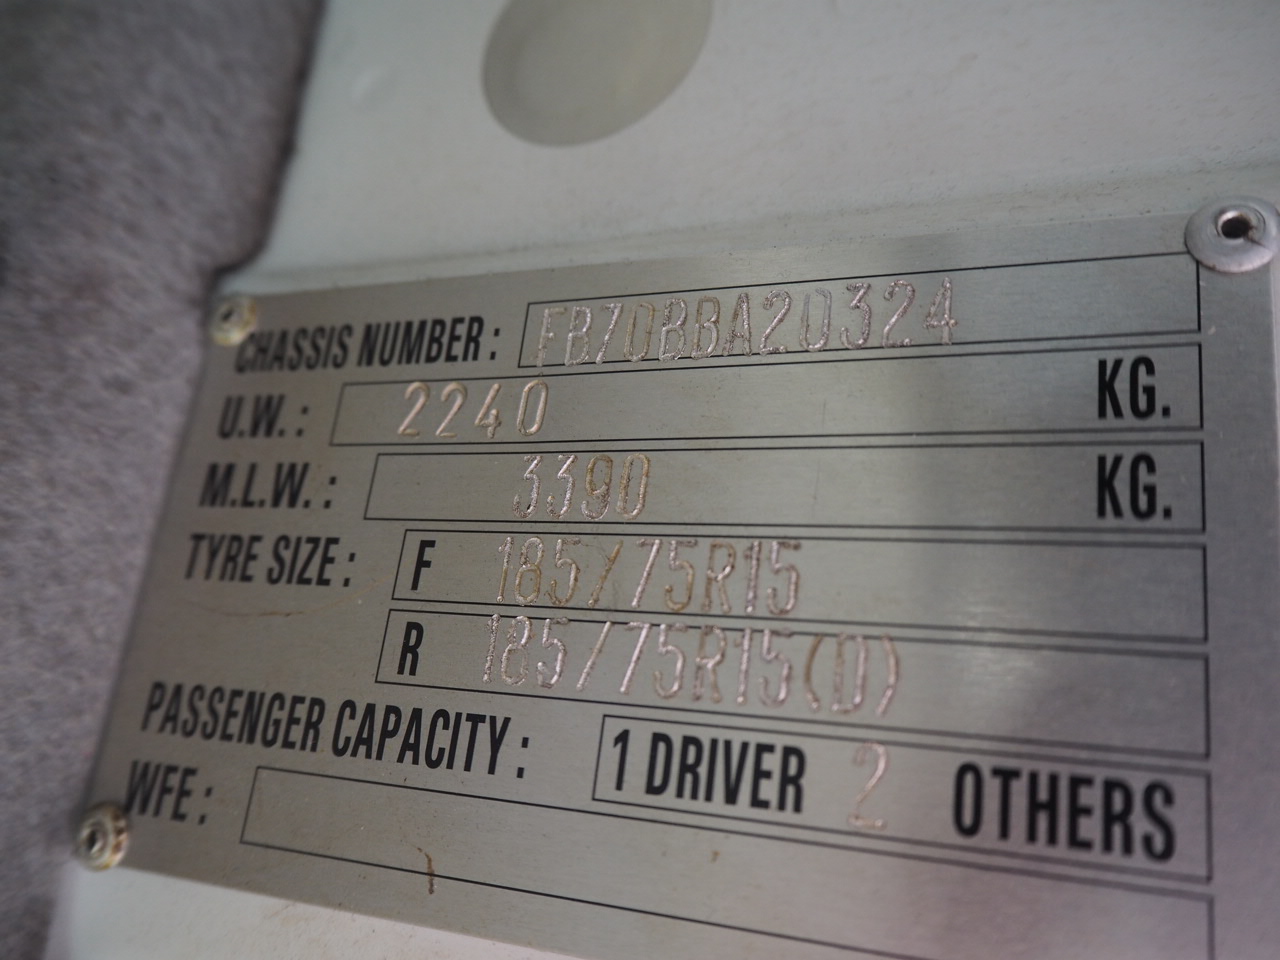 CHASSIS NUMBER: FB70BBA20324
U.W.: 2240 KG.
M.L.W.: 3390 KG.
TYRE SIZE: F 185/75R15
R 185/75R15(D)
PASSENGER CAPACITY: 1 DRIVER 2 OTHERS
WFE: